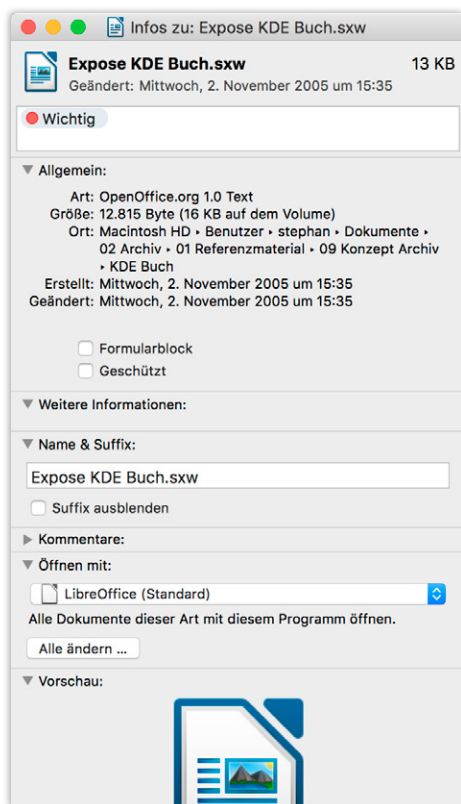 Infos zu: Expose KDE Buch.sxw
Expose KDE Buch.sxw 13 KB
Geändert: Mittwoch, 2. November 2005 um 15:35
Wichtig
Allgemein:
Art: OpenOffice.org 1.0 Text
Größe: 12.815 Byte (16 KB auf dem Volume)
Ort: Macintosh HD ▸ Benutzer ▸ stephan ▸ Dokumente ▸
02 Archiv ▸ 01 Referenzmaterial ▸ 09 Konzept Archiv
▸ KDE Buch
Erstellt: Mittwoch, 2. November 2005 um 15:35
Geändert: Mittwoch, 2. November 2005 um 15:35
Formularblock
Geschützt
Weitere Informationen:
Name & Suffix:
Expose KDE Buch.sxw
Suffix ausblenden
Kommentare:
Öffnen mit:
LibreOffice (Standard)
Alle Dokumente dieser Art mit diesem Programm öffnen.
Alle ändern ...
Vorschau: